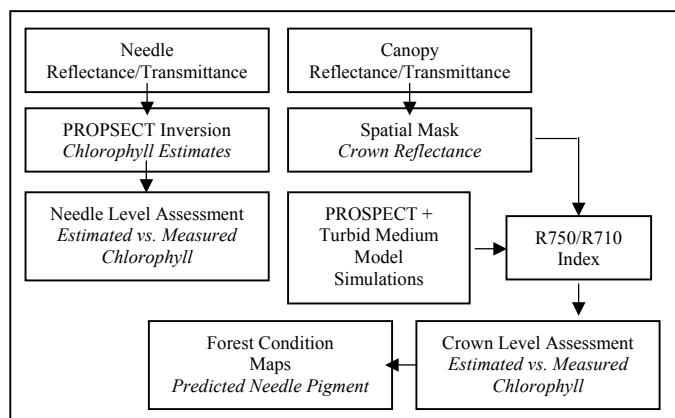 Needle
Reflectance/Transmittance
Canopy
Reflectance/Transmittance
PROPSECT Inversion
Chlorophyll Estimates
Spatial Mask
Crown Reflectance
Needle Level Assessment
Estimated vs. Measured
Chlorophyll
PROSPECT +
Turbid Medium
Model
Simulations
R750/R710
Index
Forest Condition
Maps
Predicted Needle Pigment
Crown Level Assessment
Estimated vs. Measured
Chlorophyll